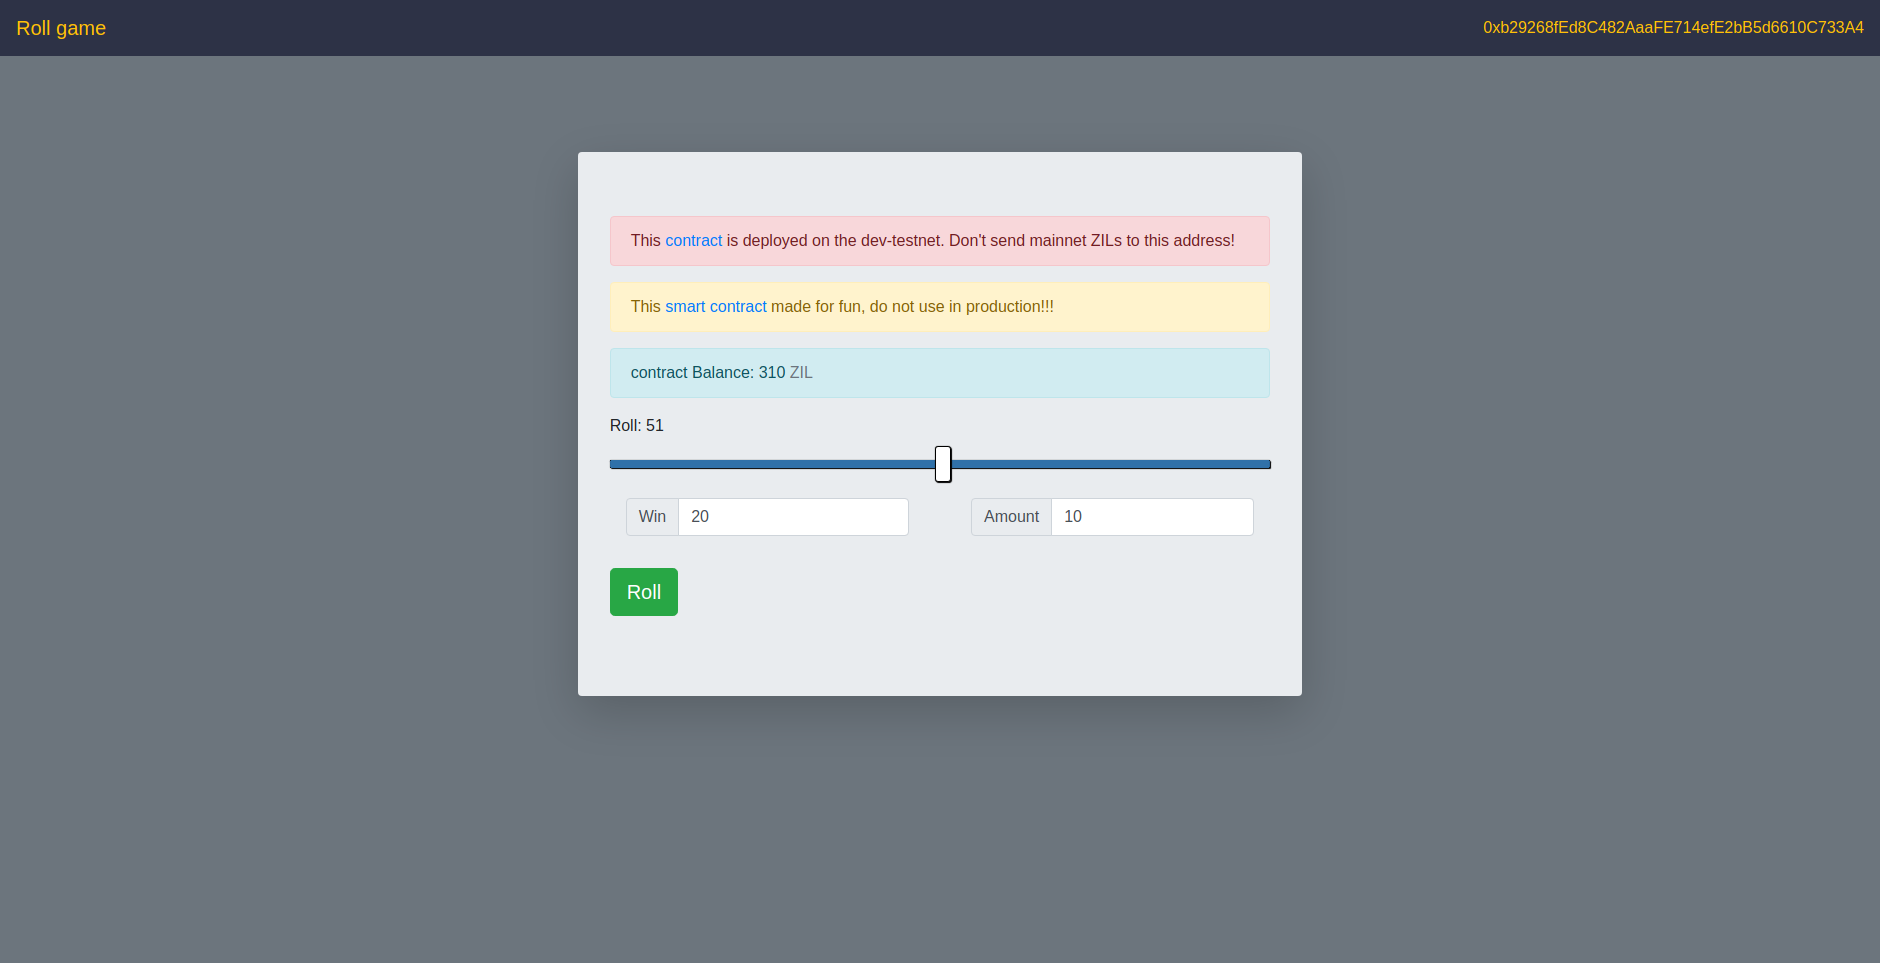 Roll game
0xb29268fEd8C482AaaFE714efE2bB5d6610C733A4
This contract is deployed on the dev-testnet. Don't send mainnet ZILs to this address!
This smart contract made for fun, do not use in production!!!
contract Balance: 310 ZIL
Roll: 51
Win 20 Amount 10
Roll